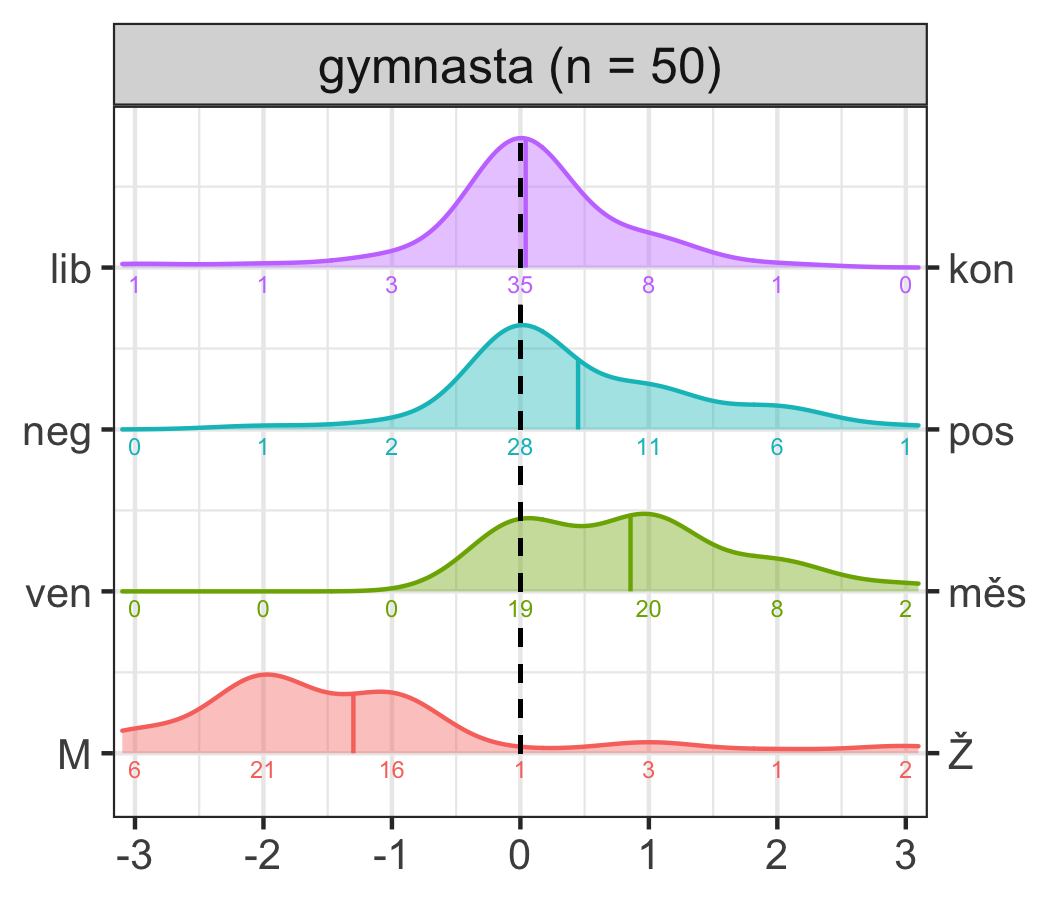 gymnasta (n = 50)
lib kon
1 1 3 35 8 1 0
neg pos
0 1 2 28 11 6 1
ven měs
0 0 0 19 20 8 2
M Ž
6 21 16 1 3 1 2
-3 -2 -1 0 1 2 3